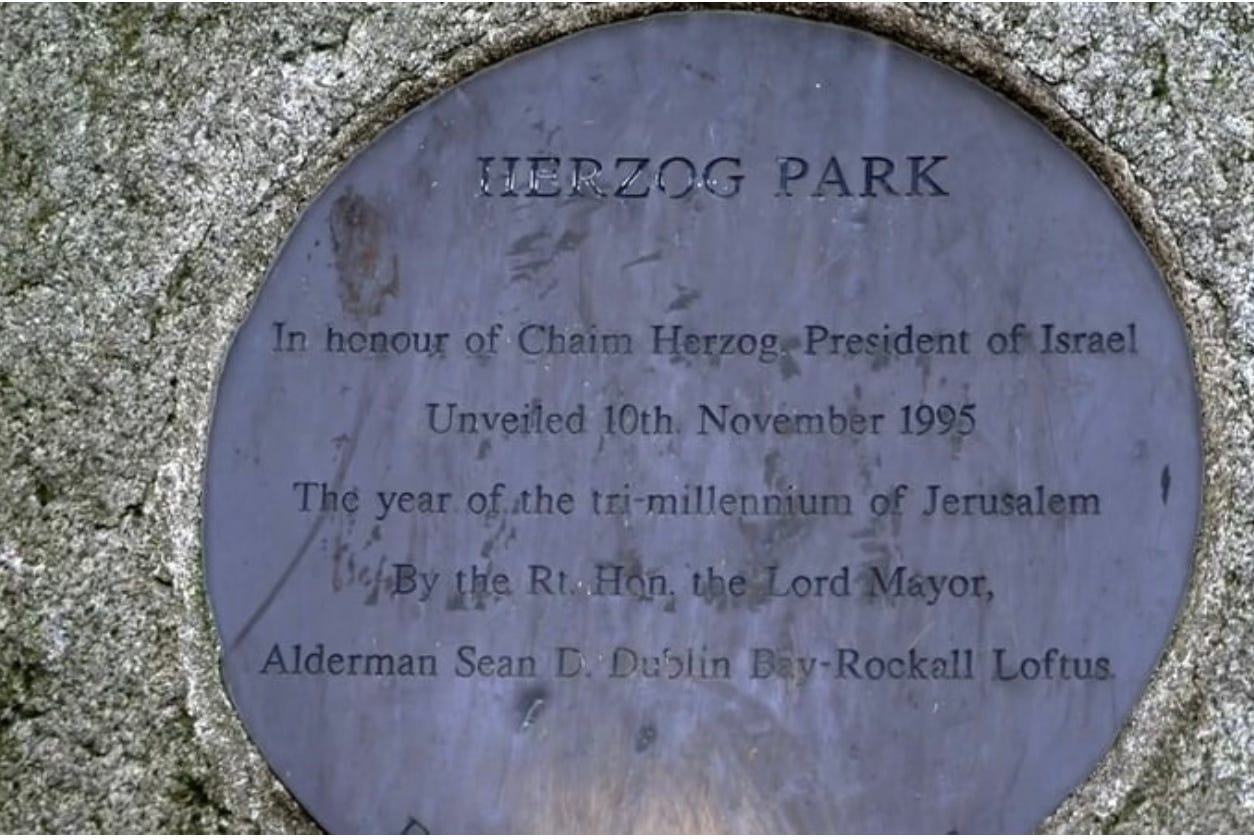 HERZOG PARK
In honour of Chaim Herzog, President of Israel
Unveiled 10th. November 1995
The year of the tri-millennium of Jerusalem
By the Rt. Hon. the Lord Mayor,
Alderman Sean D. Dublin Bay-Rockall Loftus.